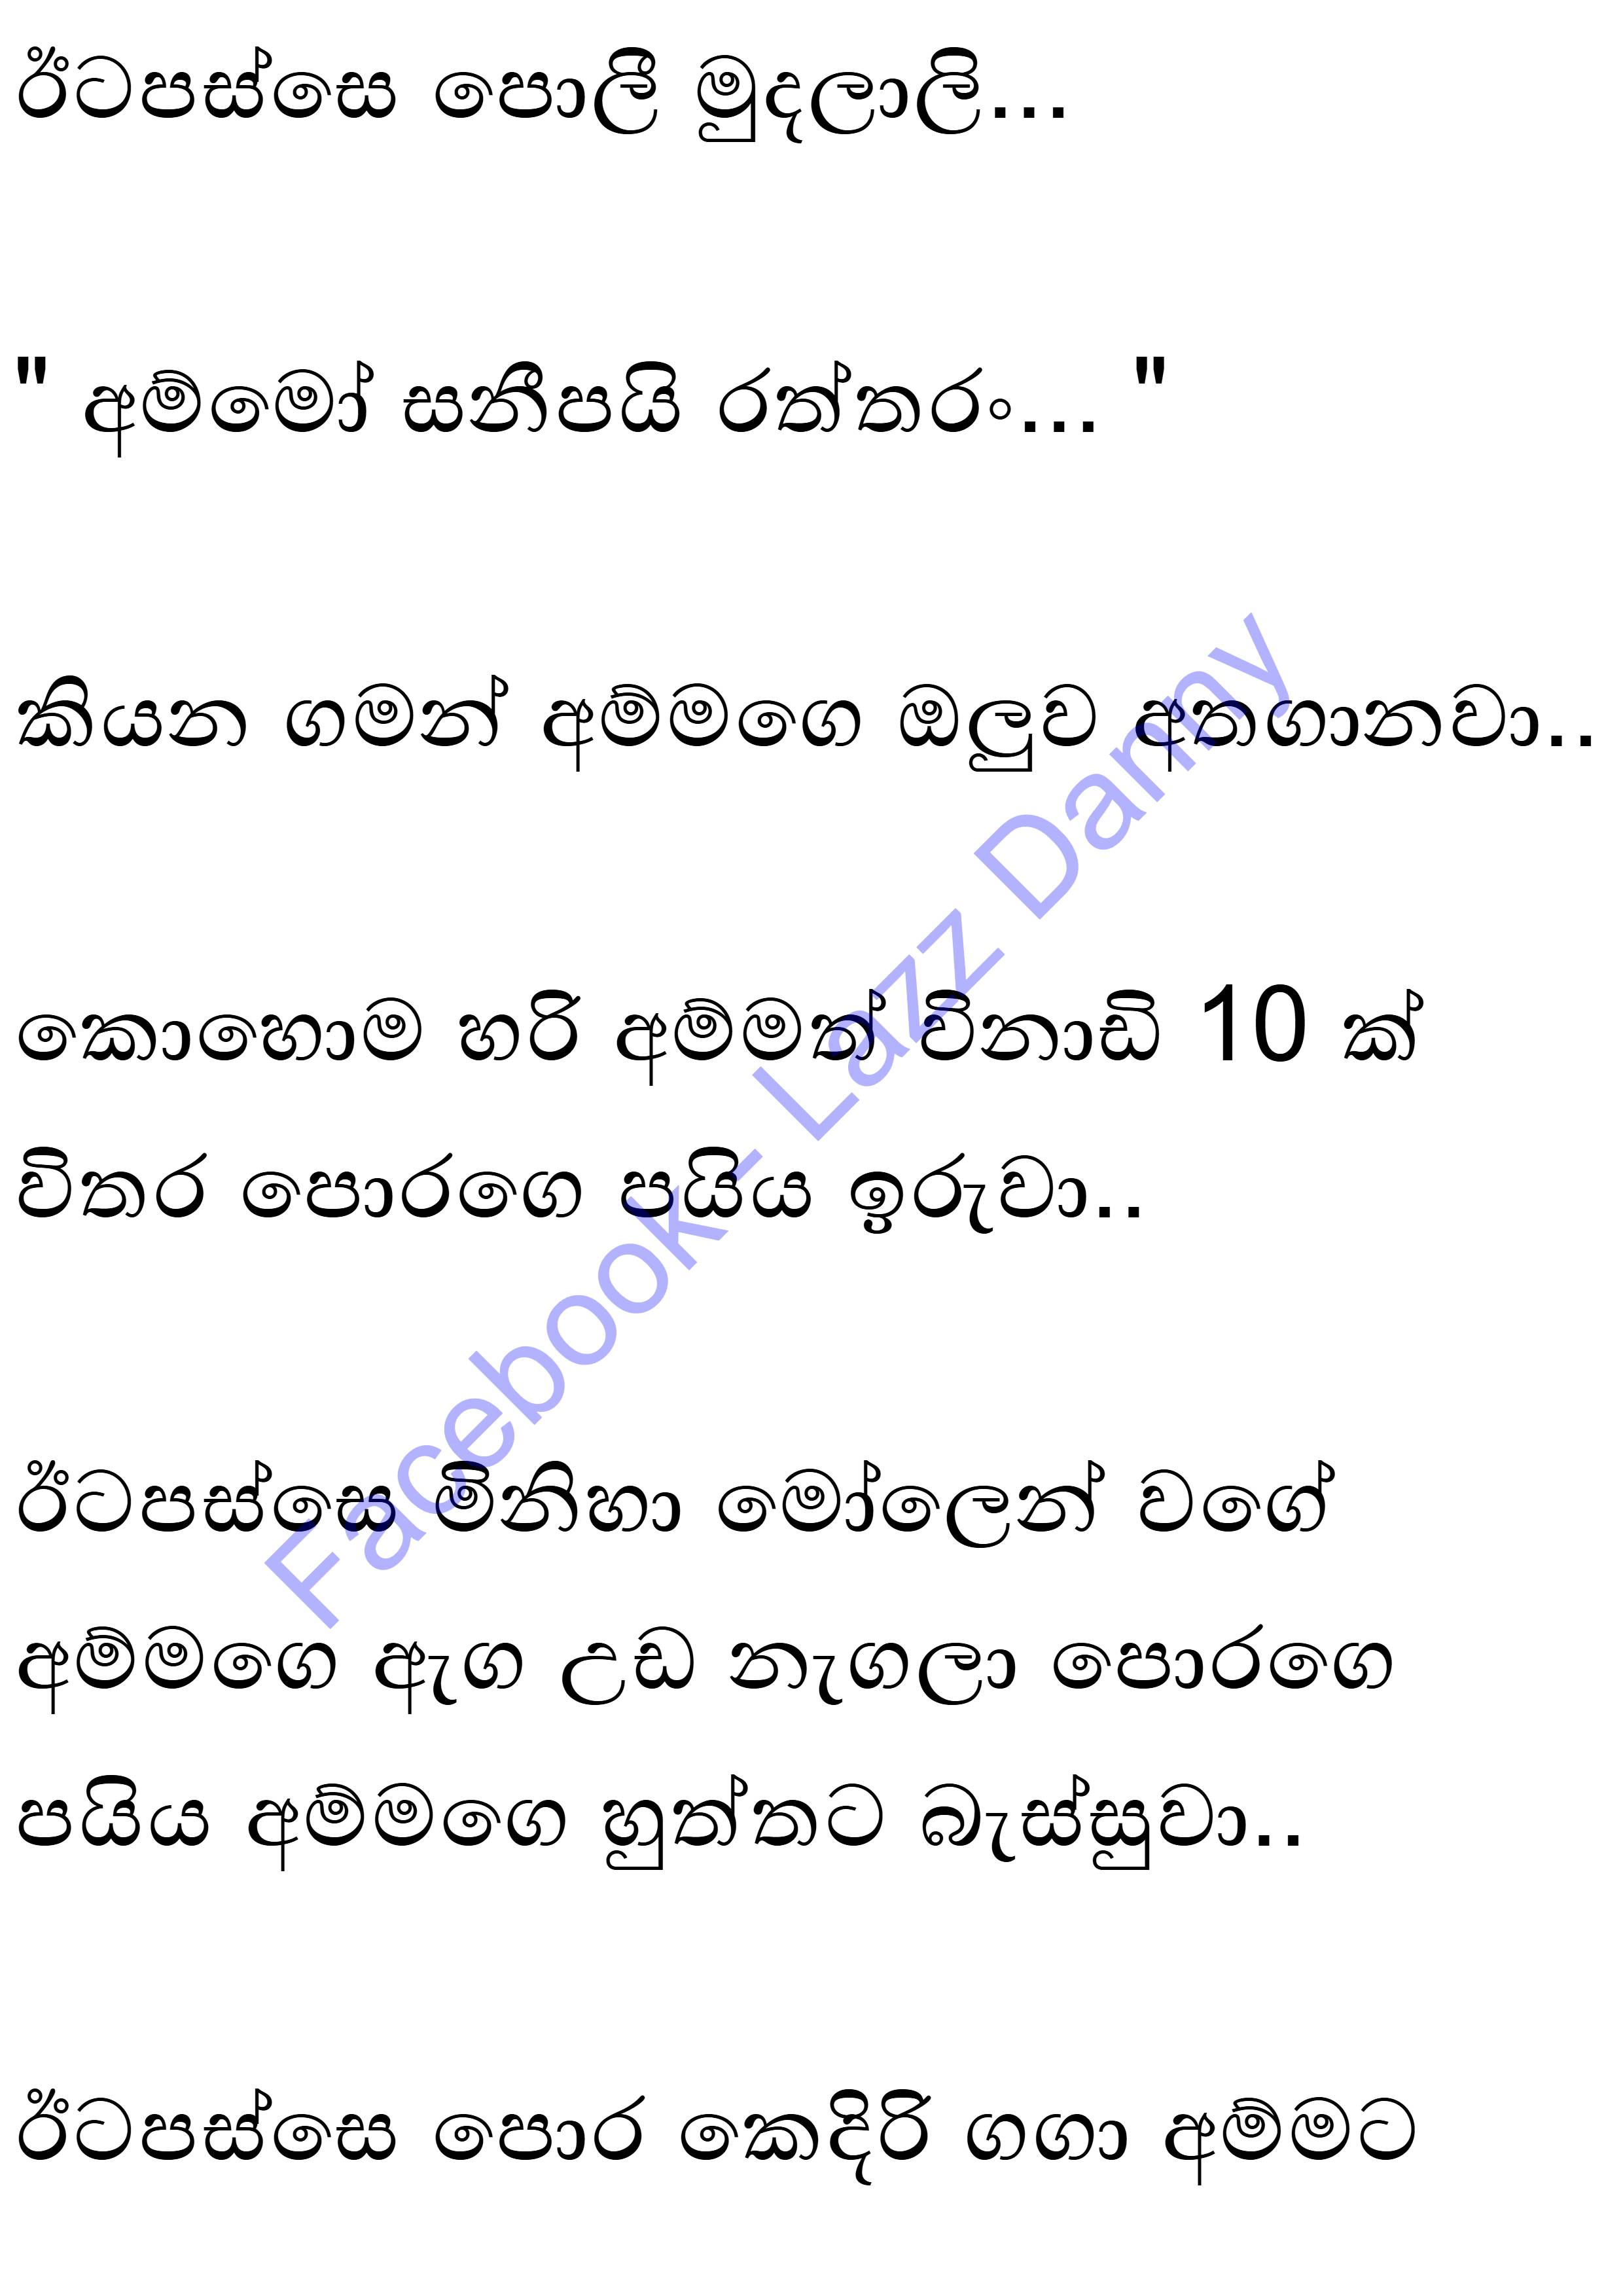 ඊටපස්සෙ පොලී මුදලාලි...
" අම්මෝ සනීපයි රත්තරං... "
කියන ගමන් අම්මගෙ ඔලුව අතගානවා..
කොහොම හරි අම්මත් විනාඩි 10 ක්
විතර පොරගෙ පයිය ඉරුවා..
ඊටපස්සෙ මිනිහා මෝලෙන් වගේ
අම්මගෙ ඇග උඩ නැගලා පොරගෙ
පයිය අම්මගෙ හුත්තට බැස්සුවා..
ඊටපස්සෙ පොර කෙදිරි ගගා අම්මට
Facebook - Lazz Danny